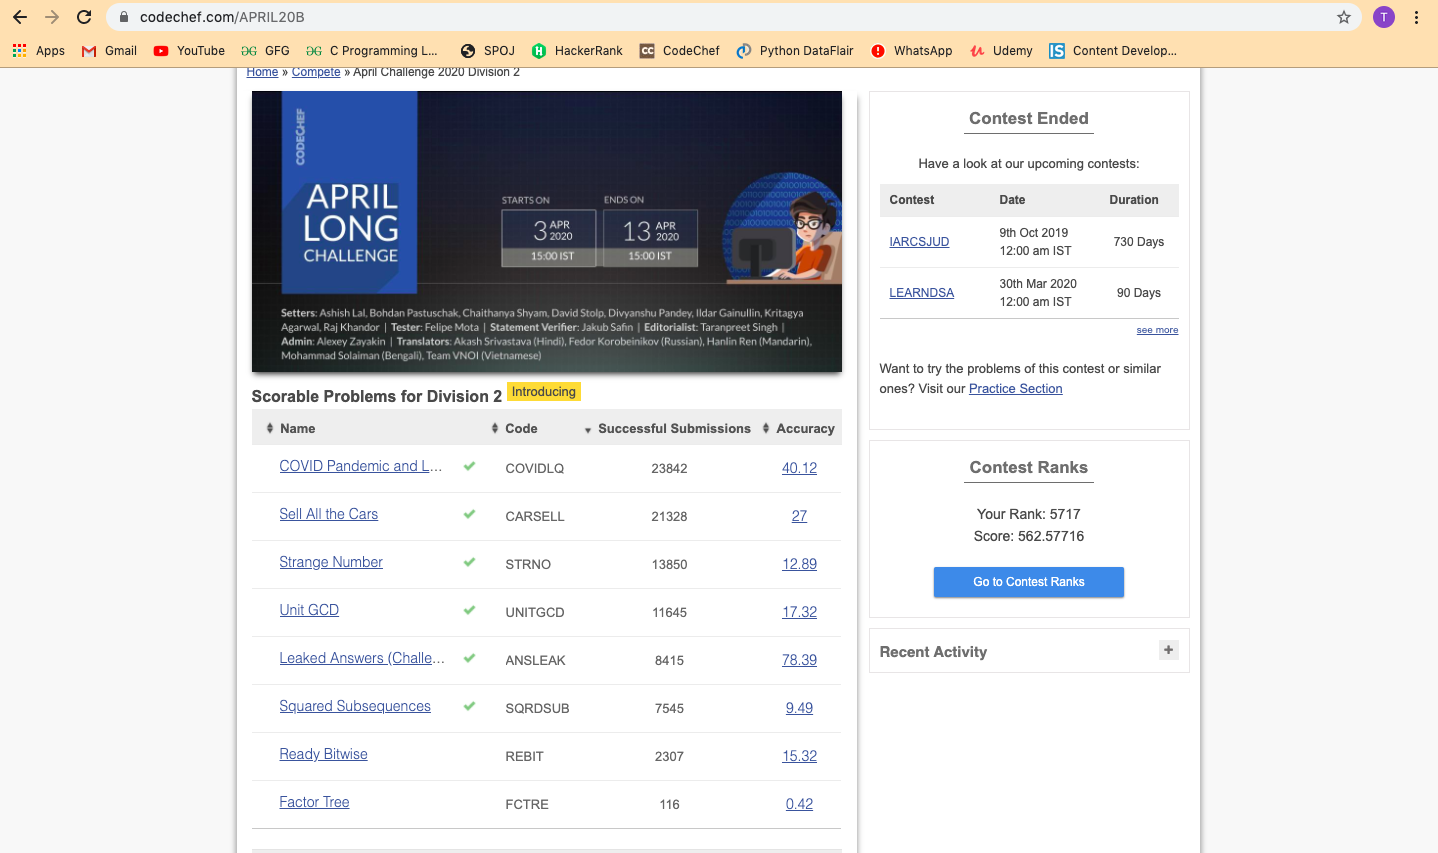 codechef.com/APRIL20B
T
Apps Gmail YouTube GFG C Programming L... SPOJ HackerRank CC CodeChef Python DataFlair WhatsApp Udemy IS Content Develop...
Home » Compete » April Challenge 2020 Division 2
CODECHEF
APRIL
LONG
CHALLENGE
STARTS ON
3 APR 2020
15:00 IST
ENDS ON
13 APR 2020
15:00 IST
Setters: Ashish Lal, Bohdan Pastuschak, Chaithanya Shyam, David Stolp, Divyanshu Pandey, Ildar Gainullin, Kritagya
Agarwal, Raj Khandor | Tester: Felipe Mota | Statement Verifier: Jakub Safin | Editorialist: Taranpreet Singh |
Admin: Alexey Zayakin | Translators: Akash Srivastava (Hindi), Fedor Korobeinikov (Russian), Hanlin Ren (Mandarin),
Mohammad Solaiman (Bengali), Team VNOI (Vietnamese)
Scorable Problems for Division 2 Introducing
Name Code Successful Submissions Accuracy
COVID Pandemic and L... COVIDLQ 23842 40.12
Sell All the Cars CARSELL 21328 27
Strange Number STRNO 13850 12.89
Unit GCD UNITGCD 11645 17.32
Leaked Answers (Challe... ANSLEAK 8415 78.39
Squared Subsequences SQRDSUB 7545 9.49
Ready Bitwise REBIT 2307 15.32
Factor Tree FCTRE 116 0.42
Contest Ended
Have a look at our upcoming contests:
Contest Date Duration
IARCSJUD 9th Oct 2019 12:00 am IST 730 Days
LEARNDSA 30th Mar 2020 12:00 am IST 90 Days
see more
Want to try the problems of this contest or similar
ones? Visit our Practice Section
Contest Ranks
Your Rank: 5717
Score: 562.57716
Go to Contest Ranks
Recent Activity +